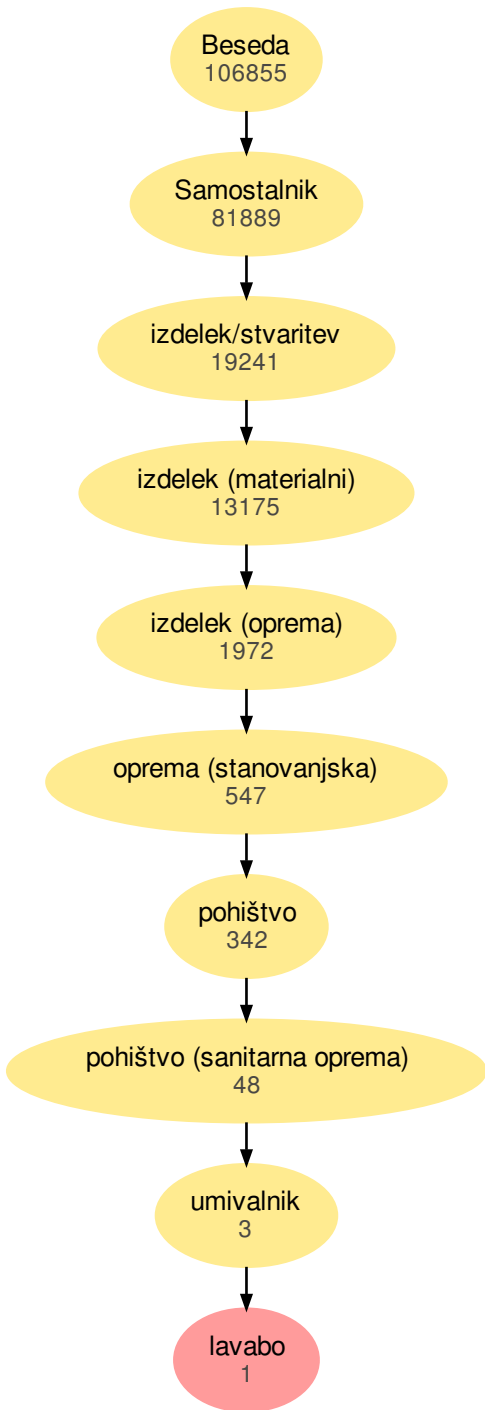 Beseda
106855
Samostalnik
81889
izdelek/stvaritev
19241
izdelek (materialni)
13175
izdelek (oprema)
1972
oprema (stanovanjska)
547
pohištvo
342
pohištvo (sanitarna oprema)
48
umivalnik
3
lavabo
1